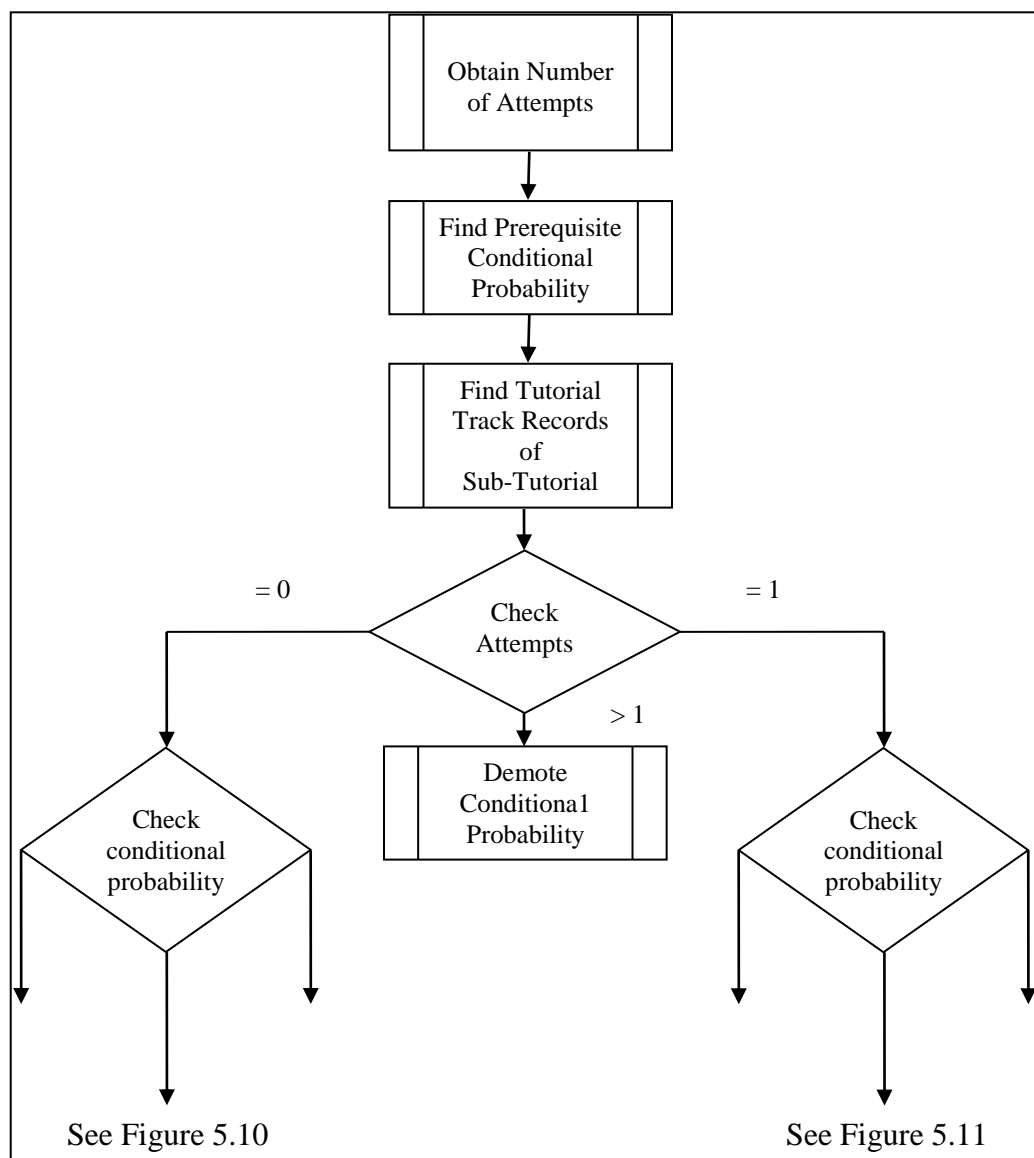 Obtain Number
of Attempts
Find Prerequisite
Conditional
Probability
Find Tutorial
Track Records
of
Sub-Tutorial
= 0
= 1
Check
Attempts
> 1
Demote
Conditiona1
Probability
Check
conditional
probability
Check
conditional
probability
See Figure 5.10
See Figure 5.11